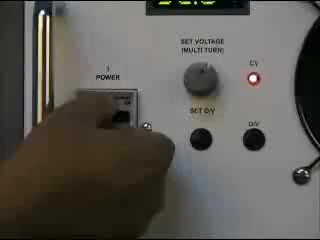 SET VOLTAGE
(MULTI TURN)
I
POWER
CV
SET O/V
O/V